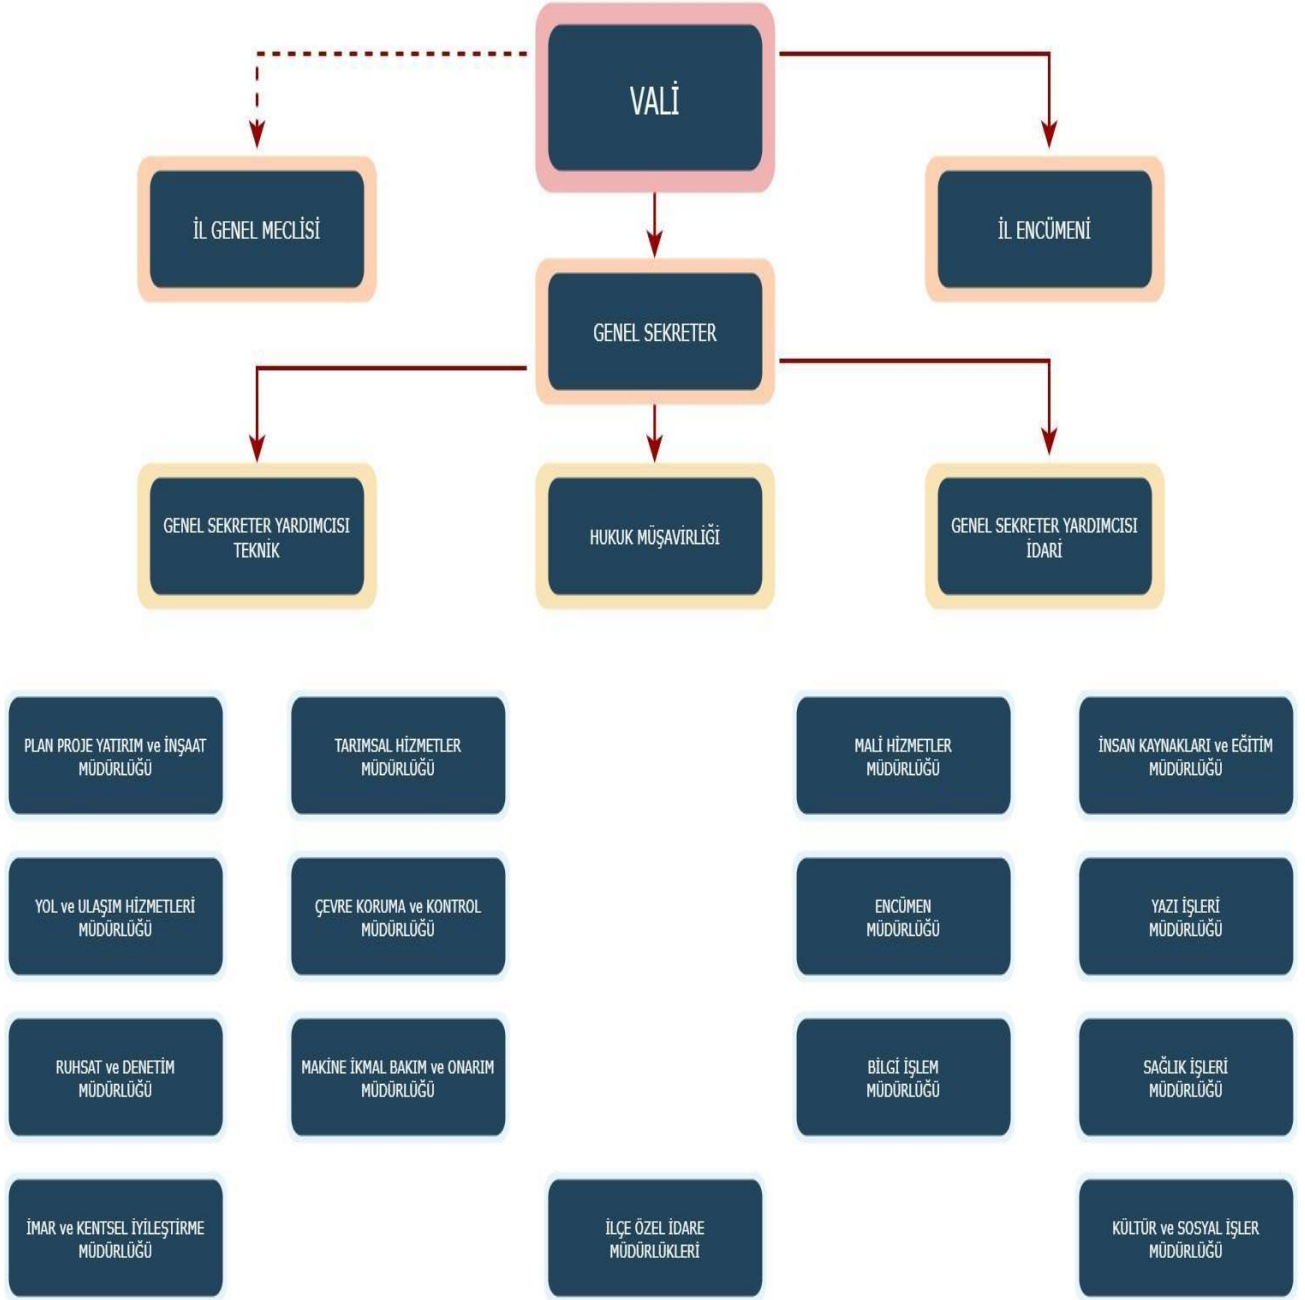 VALİ
İL GENEL MECLİSİ
İL ENCÜMENİ
GENEL SEKRETER
GENEL SEKRETER YARDIMCISI
TEKNİK
HUKUK MÜŞAVİRLİĞİ
GENEL SEKRETER YARDIMCISI
İDARİ
PLAN PROJE YATIRIM ve İNŞAAT
MÜDÜRLÜĞÜ
TARIMSAL HİZMETLER
MÜDÜRLÜĞÜ
MALİ HİZMETLER
MÜDÜRLÜĞÜ
İNSAN KAYNAKLARI ve EĞİTİM
MÜDÜRLÜĞÜ
YOL ve ULAŞIM HİZMETLERİ
MÜDÜRLÜĞÜ
ÇEVRE KORUMA ve KONTROL
MÜDÜRLÜĞÜ
ENCÜMEN
MÜDÜRLÜĞÜ
YAZI İŞLERİ
MÜDÜRLÜĞÜ
RUHSAT ve DENETİM
MÜDÜRLÜĞÜ
MAKİNE İKMAL BAKIM ve ONARIM
MÜDÜRLÜĞÜ
BİLGİ İŞLEM
MÜDÜRLÜĞÜ
SAĞLIK İŞLERİ
MÜDÜRLÜĞÜ
İMAR ve KENTSEL İYİLEŞTİRME
MÜDÜRLÜĞÜ
İLÇE ÖZEL İDARE
MÜDÜRLÜKLERİ
KÜLTÜR ve SOSYAL İŞLER
MÜDÜRLÜĞÜ